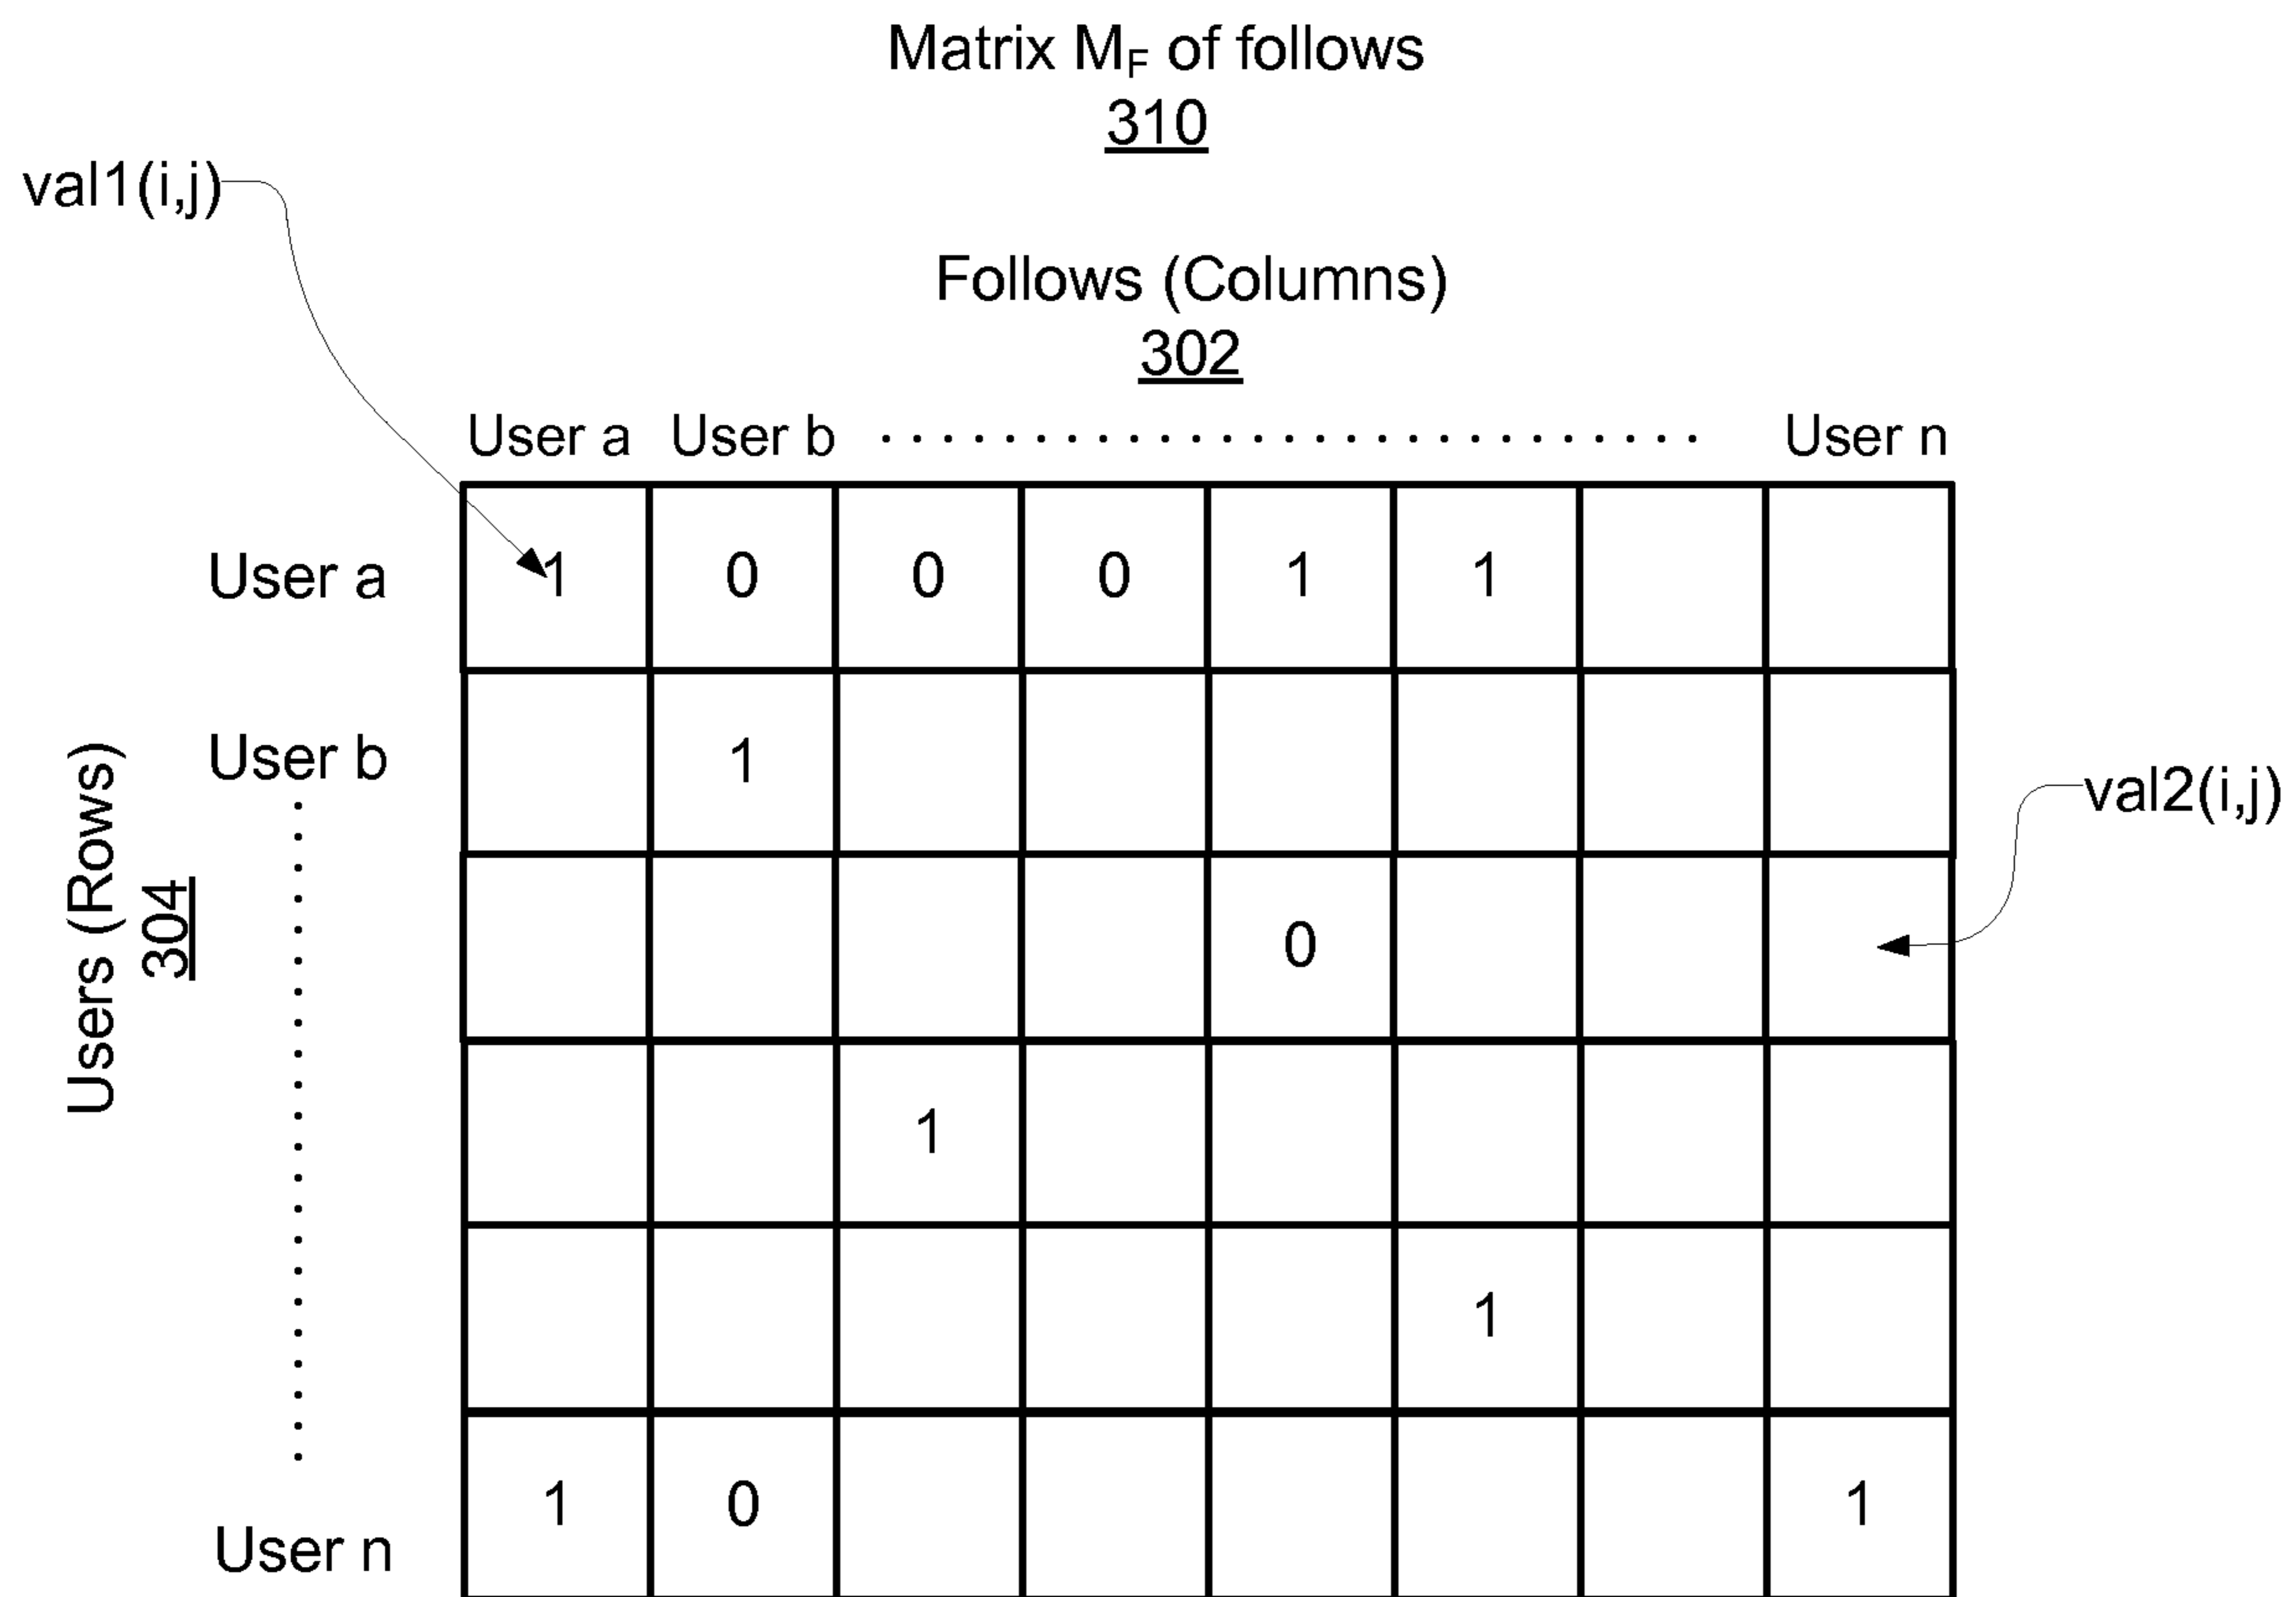 Matrix MF of follows
310
val1(i,j)
Follows (Columns)
302
User a User b . . . . . . . . . . . . . . . . . . . . . . . . . . . User n
User a 1 0 0 0 1 1
User b 1
val2(i,j)
Users (Rows)
304
0
1
1
User n 1 0 1